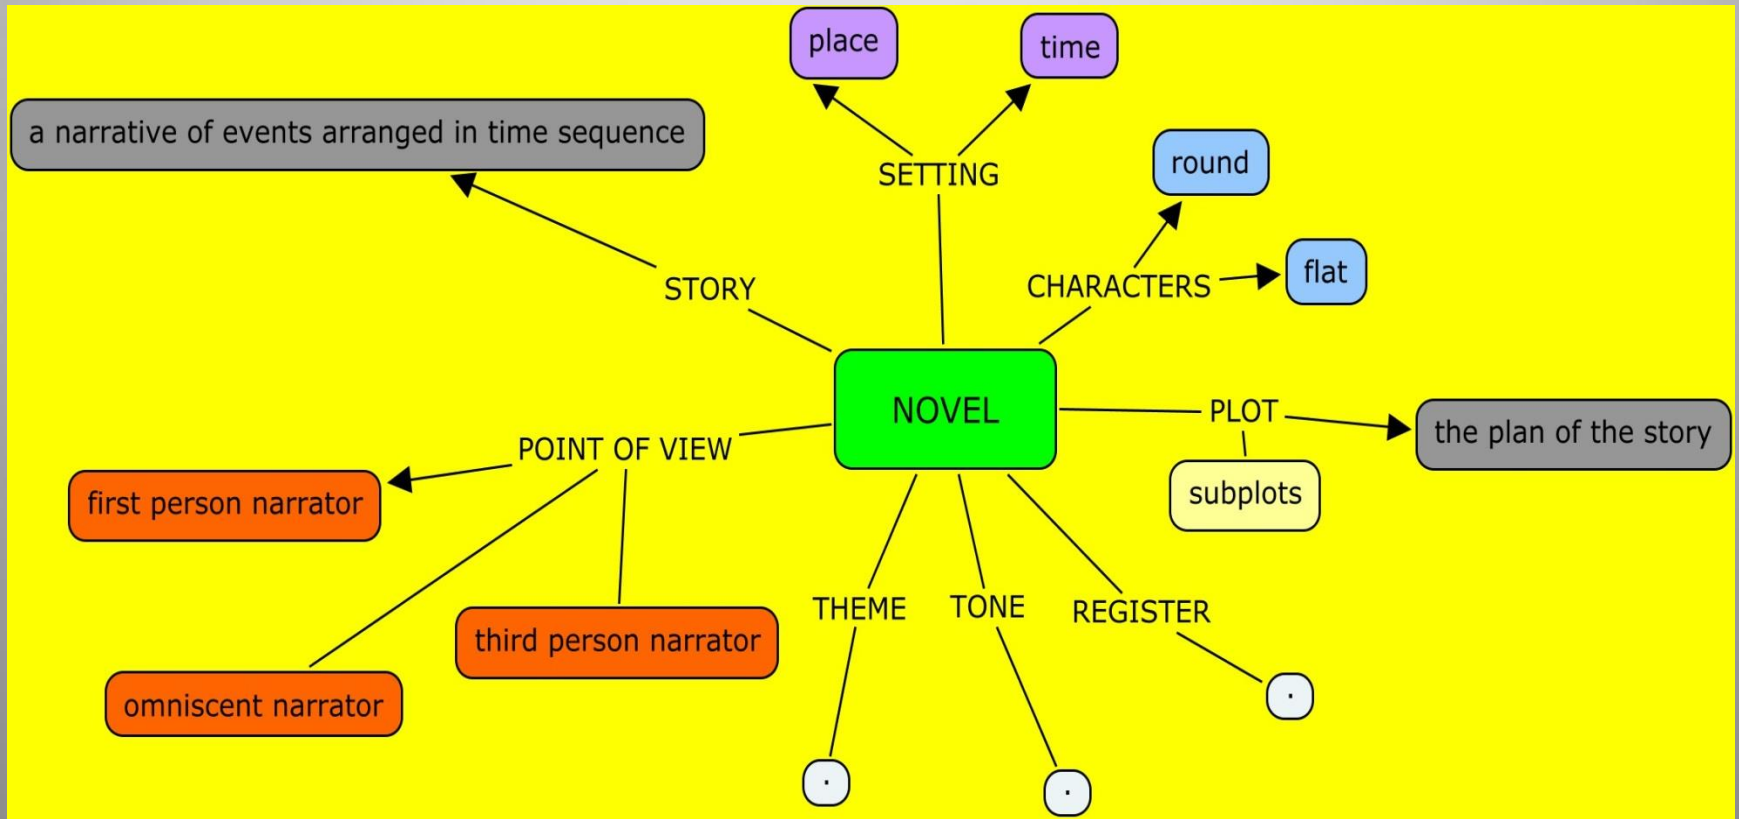 place
time
a narrative of events arranged in time sequence
round
SETTING
flat
STORY
CHARACTERS
NOVEL
PLOT
the plan of the story
POINT OF VIEW
subplots
first person narrator
THEME
TONE
REGISTER
third person narrator
omniscent narrator
.
.
.